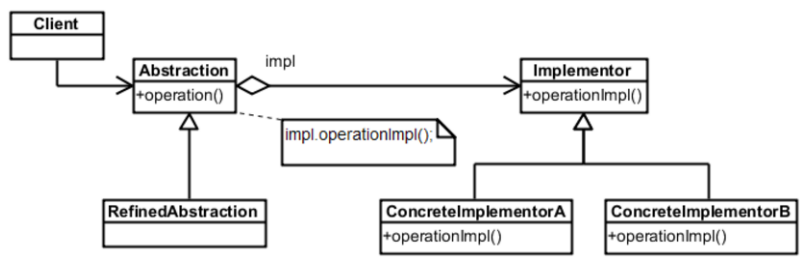 Client
Abstraction
+operation()
impl
Implementor
+operationImpl()
impl.operationImpl();
RefinedAbstraction
ConcreteImplementorA
+operationImpl()
ConcreteImplementorB
+operationImpl()